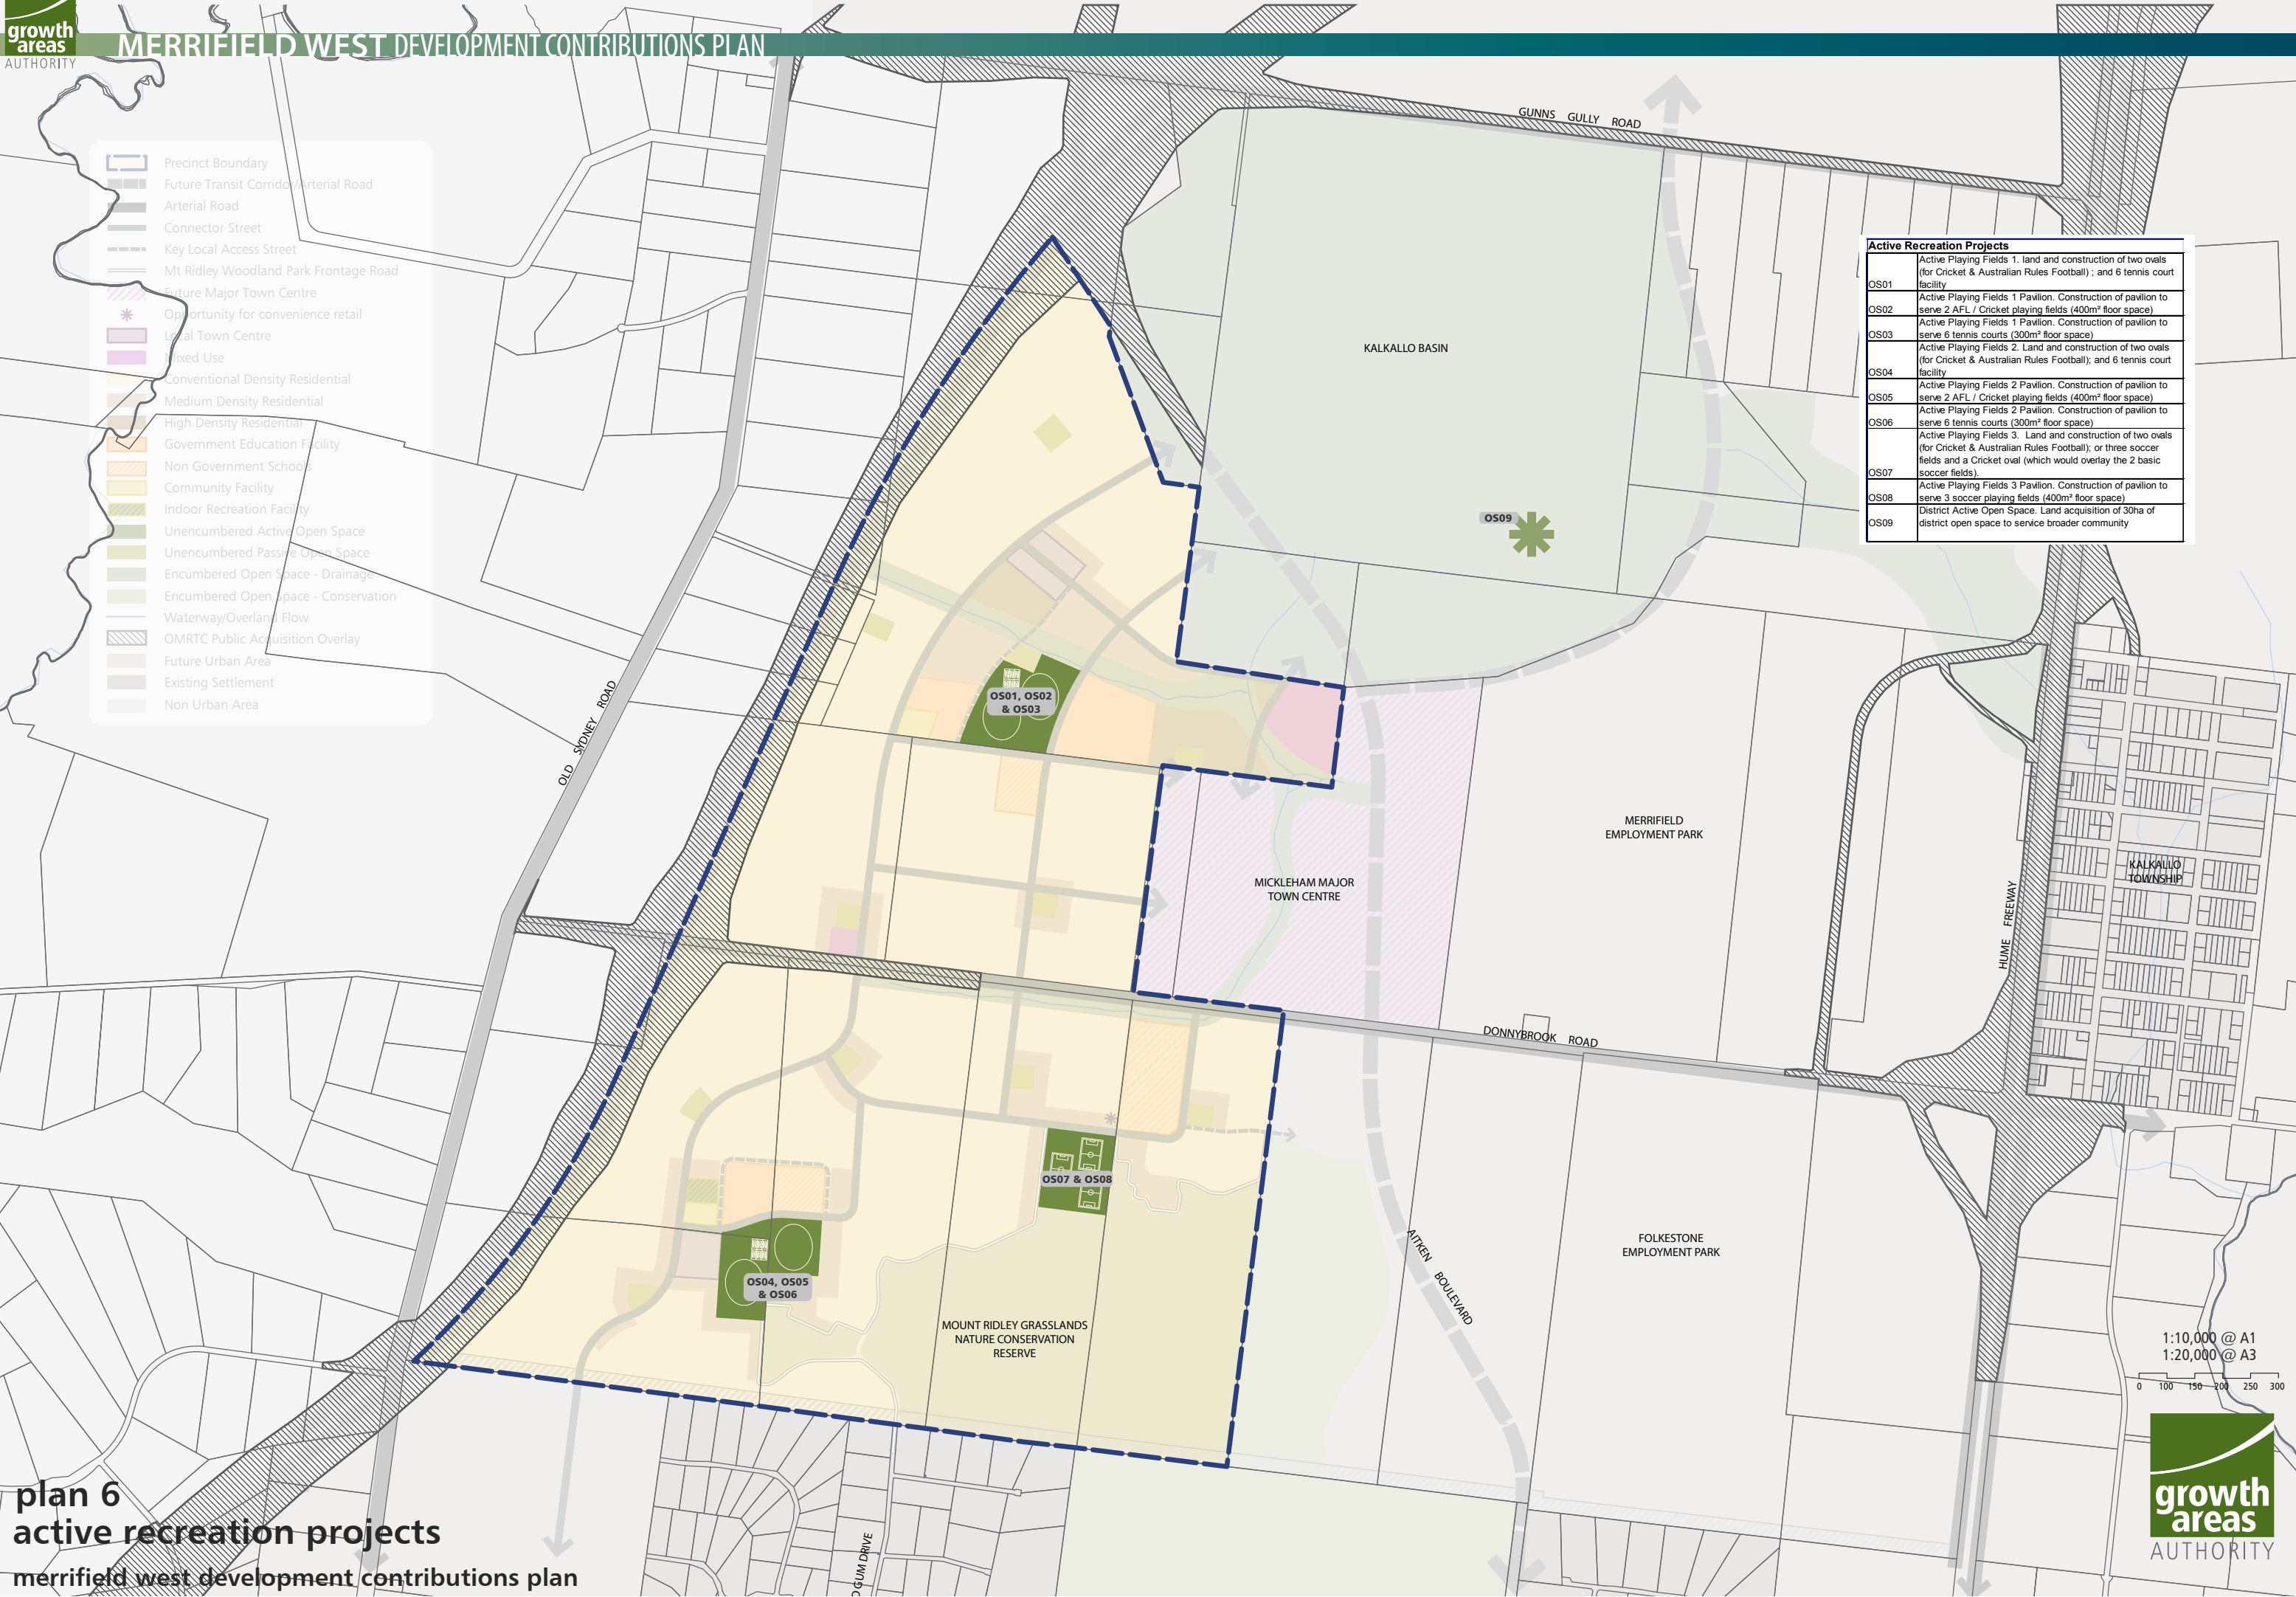 growth
areas
AUTHORITY
MERRIFIELD WEST DEVELOPMENT CONTRIBUTIONS PLAN
Precinct Boundary
Future Transit Corridor/Arterial Road
Arterial Road
Connector Street
Key Local Access Street
Mt Ridley Woodland Park Frontage Road
Future Major Town Centre
Opportunity for convenience retail
Local Town Centre
Mixed Use
Conventional Density Residential
Medium Density Residential
High Density Residential
Government Education Facility
Non Government Schools
Community Facility
Indoor Recreation Facility
Unencumbered Active Open Space
Unencumbered Passive Open Space
Encumbered Open Space - Drainage
Encumbered Open Space - Conservation
Waterway/Overland Flow
OMRTC Public Acquisition Overlay
Future Urban Area
Existing Settlement
Non Urban Area
GUNNS GULLY ROAD
KALKALLO BASIN
OS09
Active Recreation Projects
Active Playing Fields 1. land and construction of two ovals
(for Cricket & Australian Rules Football) ; and 6 tennis court
OS01 facility
Active Playing Fields 1 Pavilion. Construction of pavilion to
OS02 serve 2 AFL / Cricket playing fields (400m² floor space)
Active Playing Fields 1 Pavilion. Construction of pavilion to
OS03 serve 6 tennis courts (300m² floor space)
Active Playing Fields 2. Land and construction of two ovals
(for Cricket & Australian Rules Football); and 6 tennis court
OS04 facility
Active Playing Fields 2 Pavilion. Construction of pavilion to
OS05 serve 2 AFL / Cricket playing fields (400m² floor space)
Active Playing Fields 2 Pavilion. Construction of pavilion to
OS06 serve 6 tennis courts (300m² floor space)
Active Playing Fields 3. Land and construction of two ovals
(for Cricket & Australian Rules Football); or three soccer
fields and a Cricket oval (which would overlay the 2 basic
OS07 soccer fields).
Active Playing Fields 3 Pavilion. Construction of pavilion to
OS08 serve 3 soccer playing fields (400m² floor space)
District Active Open Space. Land acquisition of 30ha of
OS09 district open space to service broader community
OS01, OS02
& OS03
OLD SYDNEY ROAD
MERRIFIELD
EMPLOYMENT PARK
MICKLEHAM MAJOR
TOWN CENTRE
KALKALLO
TOWNSHIP
HUME FREEWAY
DONNYBROOK ROAD
OS07 & OS08
OS04, OS05
& OS06
AITKEN BOULEVARD
FOLKESTONE
EMPLOYMENT PARK
MOUNT RIDLEY GRASSLANDS
NATURE CONSERVATION
RESERVE
1:10,000 @ A1
1:20,000 @ A3
0 100 150 200 250 300
GUM DRIVE
plan 6
active recreation projects
merrifield west development contributions plan
growth
areas
AUTHORITY